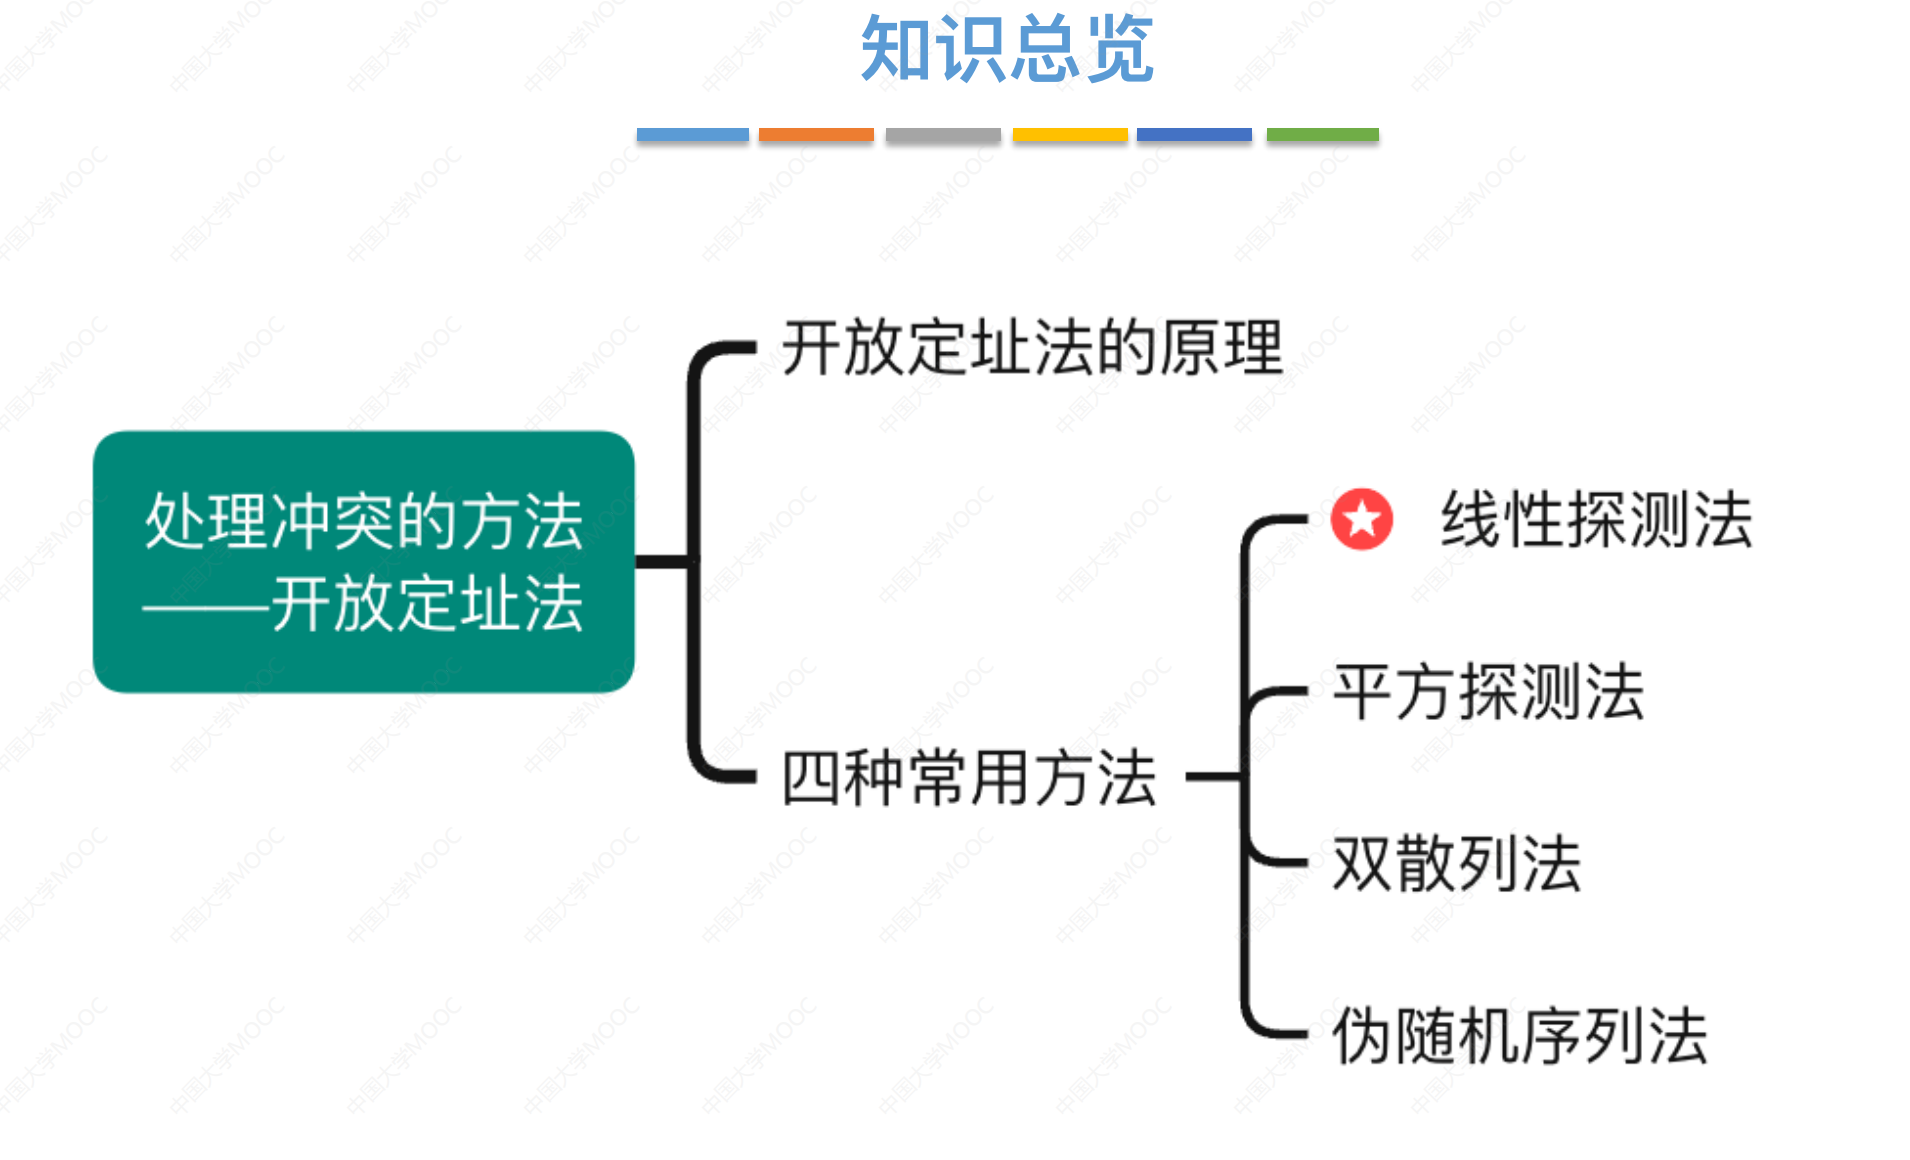 知识总览
开放定址法的原理
处理冲突的方法
——开放定址法
四种常用方法
线性探测法
平方探测法
双散列法
伪随机序列法
中国大学MOOC